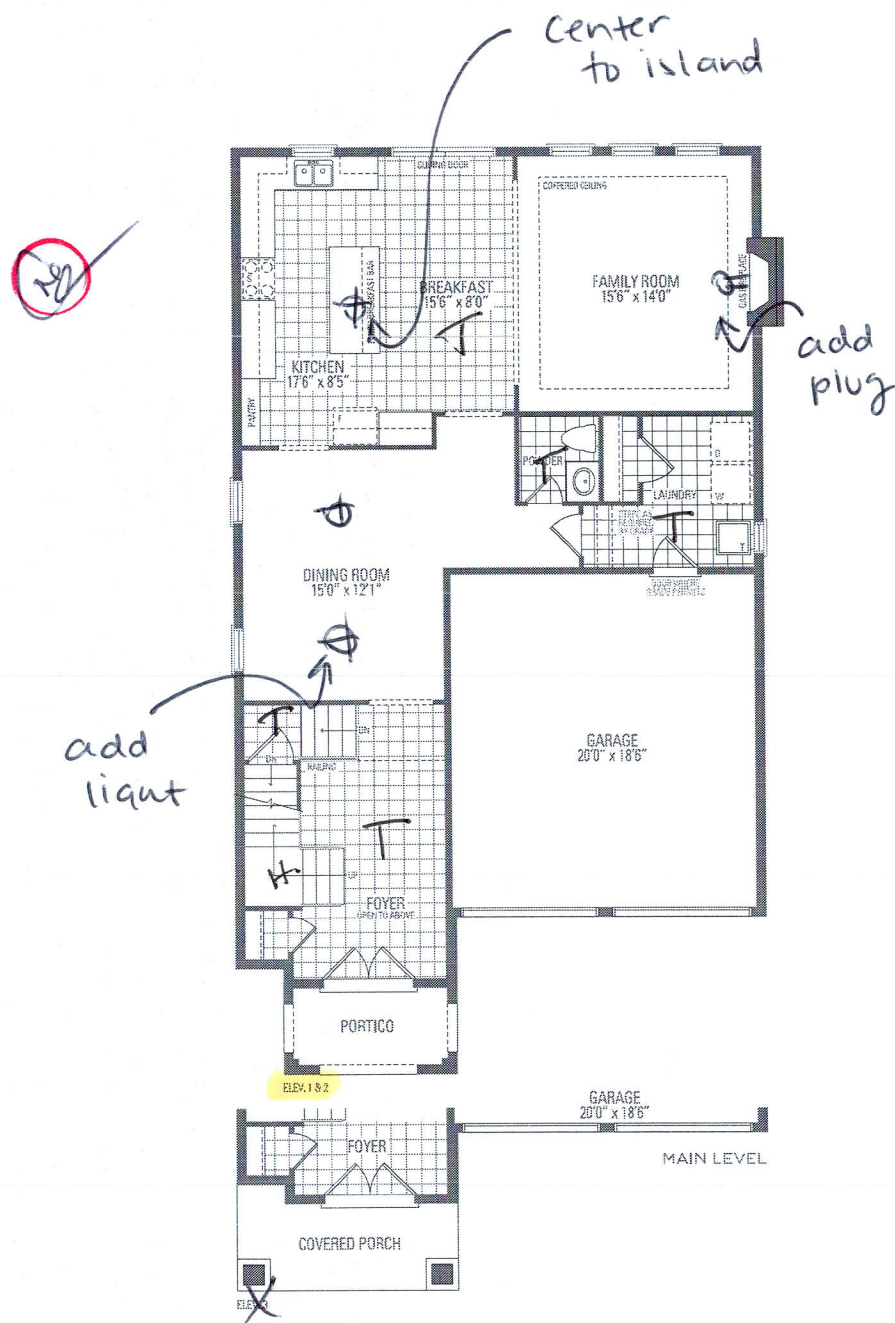 center
to island
SLIDING DOOR
COFFERED CEILING
BREAKFAST BAR
BREAKFAST
15'6" x 8'0"
T
FAMILY ROOM
15'6" x 14'0"
GAS FIREPLACE
add
plug
KITCHEN
17'6" x 8'5"
PANTRY
F
POWDER
T
D
LAUNDRY
W
T
T
DINING ROOM
15'0" x 12'1"
add
light
T
DN
DN
RAILING
GARAGE
20'0" x 18'6"
T
H
UP
FOYER
OPEN TO ABOVE
PORTICO
ELEV. 1 & 2
GARAGE
20'0" x 18'6"
FOYER
MAIN LEVEL
COVERED PORCH
X